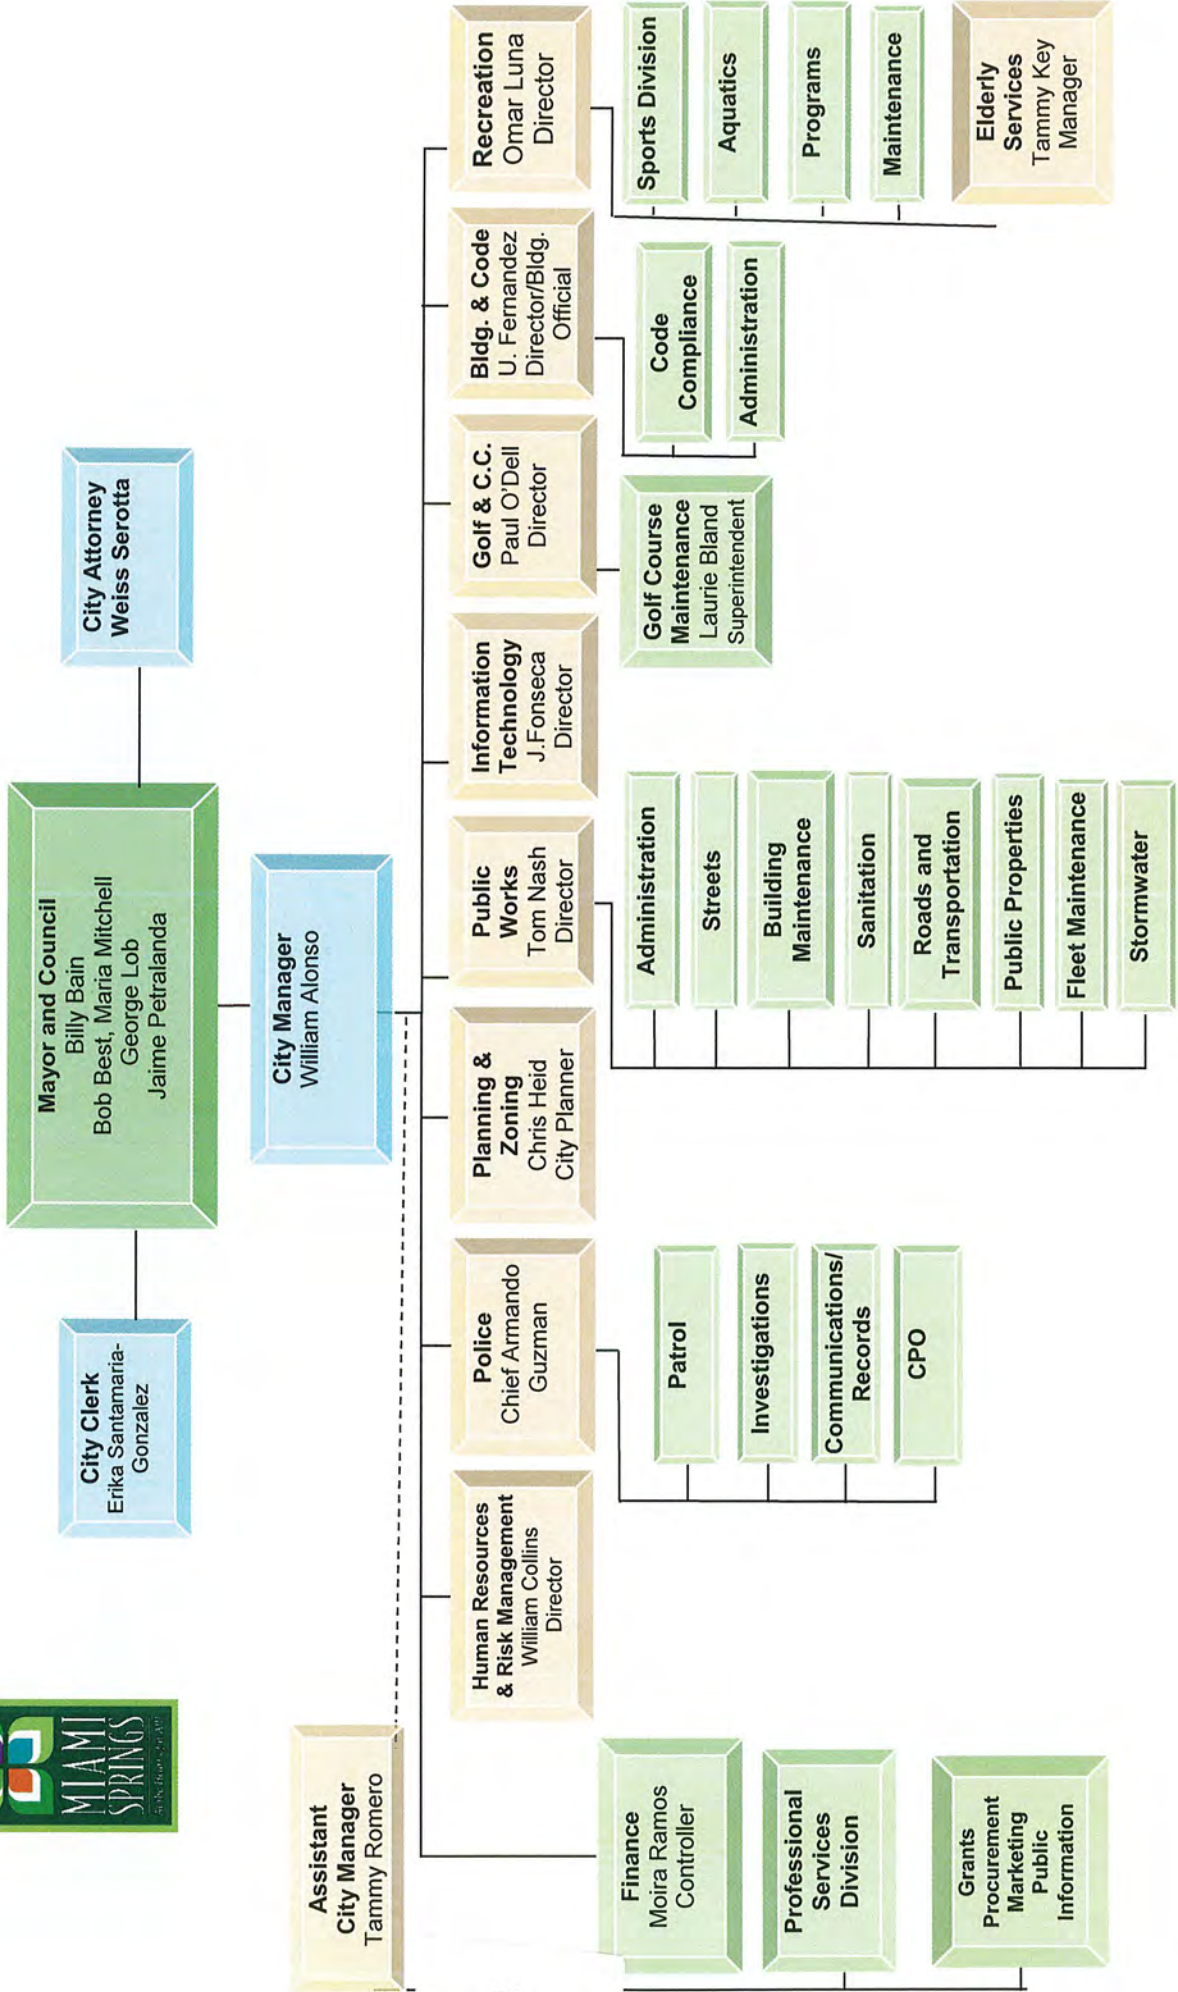 MIAMI
SPRINGS
Mayor and Council
Billy Bain
Bob Best, Maria Mitchell
George Lob
Jaime Petralanda
City Clerk
Erika Santamaria-
Gonzalez
City Attorney
Weiss Serotta
City Manager
William Alonso
Assistant
City Manager
Tammy Romero
Human Resources
& Risk Management
William Collins
Director
Police
Chief Armando
Guzman
Planning &
Zoning
Chris Heid
City Planner
Public
Works
Tom Nash
Director
Information
Technology
J.Fonseca
Director
Golf & C.C.
Paul O'Dell
Director
Bldg. & Code
U. Fernandez
Director/Bldg.
Official
Recreation
Omar Luna
Director
Finance
Moira Ramos
Controller
Professional
Services
Division
Grants
Procurement
Marketing
Public
Information
Patrol
Investigations
Communications/
Records
CPO
Administration
Streets
Building
Maintenance
Sanitation
Roads and
Transportation
Public Properties
Fleet Maintenance
Stormwater
Golf Course
Maintenance
Laurie Bland
Superintendent
Code
Compliance
Administration
Sports Division
Aquatics
Programs
Maintenance
Elderly
Services
Tammy Key
Manager